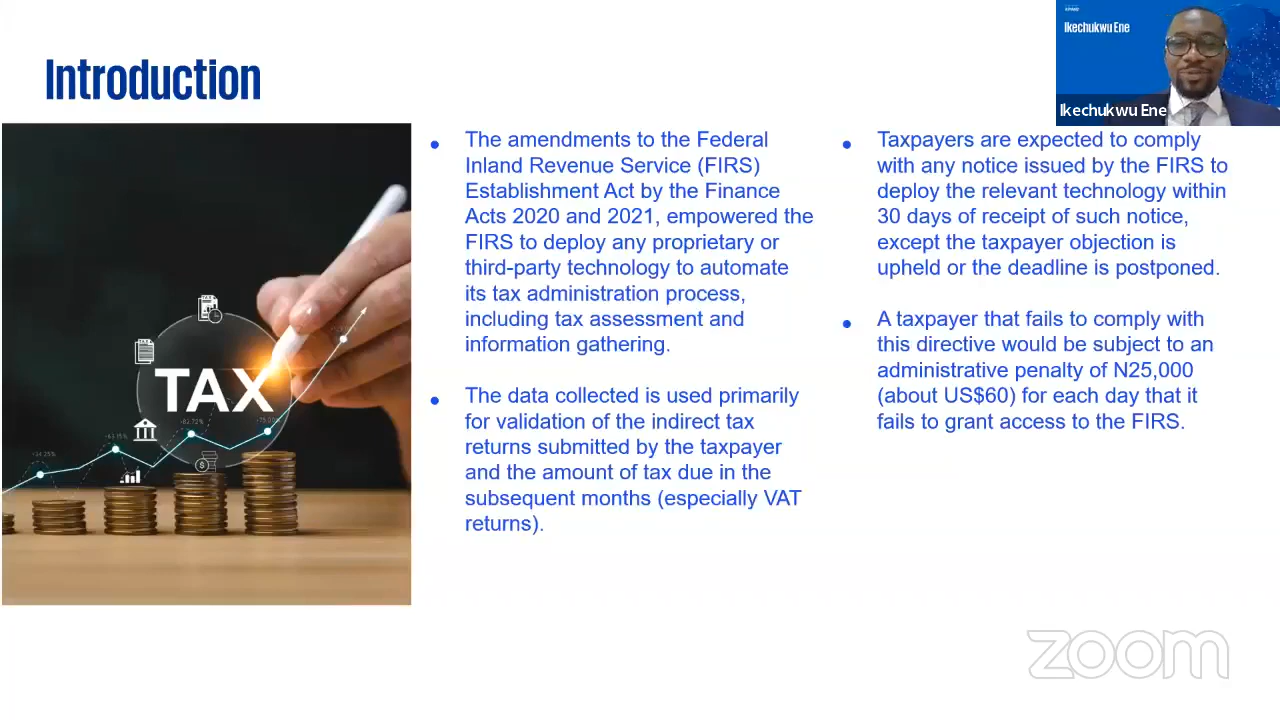 Introduction
KPMG
Ikechukwu Ene
Ikechukwu Ene
The amendments to the Federal
Inland Revenue Service (FIRS)
Establishment Act by the Finance
Acts 2020 and 2021, empowered the
FIRS to deploy any proprietary or
third-party technology to automate
its tax administration process,
including tax assessment and
information gathering.
The data collected is used primarily
for validation of the indirect tax
returns submitted by the taxpayer
and the amount of tax due in the
subsequent months (especially VAT
returns).
Taxpayers are expected to comply
with any notice issued by the FIRS to
deploy the relevant technology within
30 days of receipt of such notice,
except the taxpayer objection is
upheld or the deadline is postponed.
A taxpayer that fails to comply with
this directive would be subject to an
administrative penalty of N25,000
(about US$60) for each day that it
fails to grant access to the FIRS.
TAX
TAX
TAX
zoom